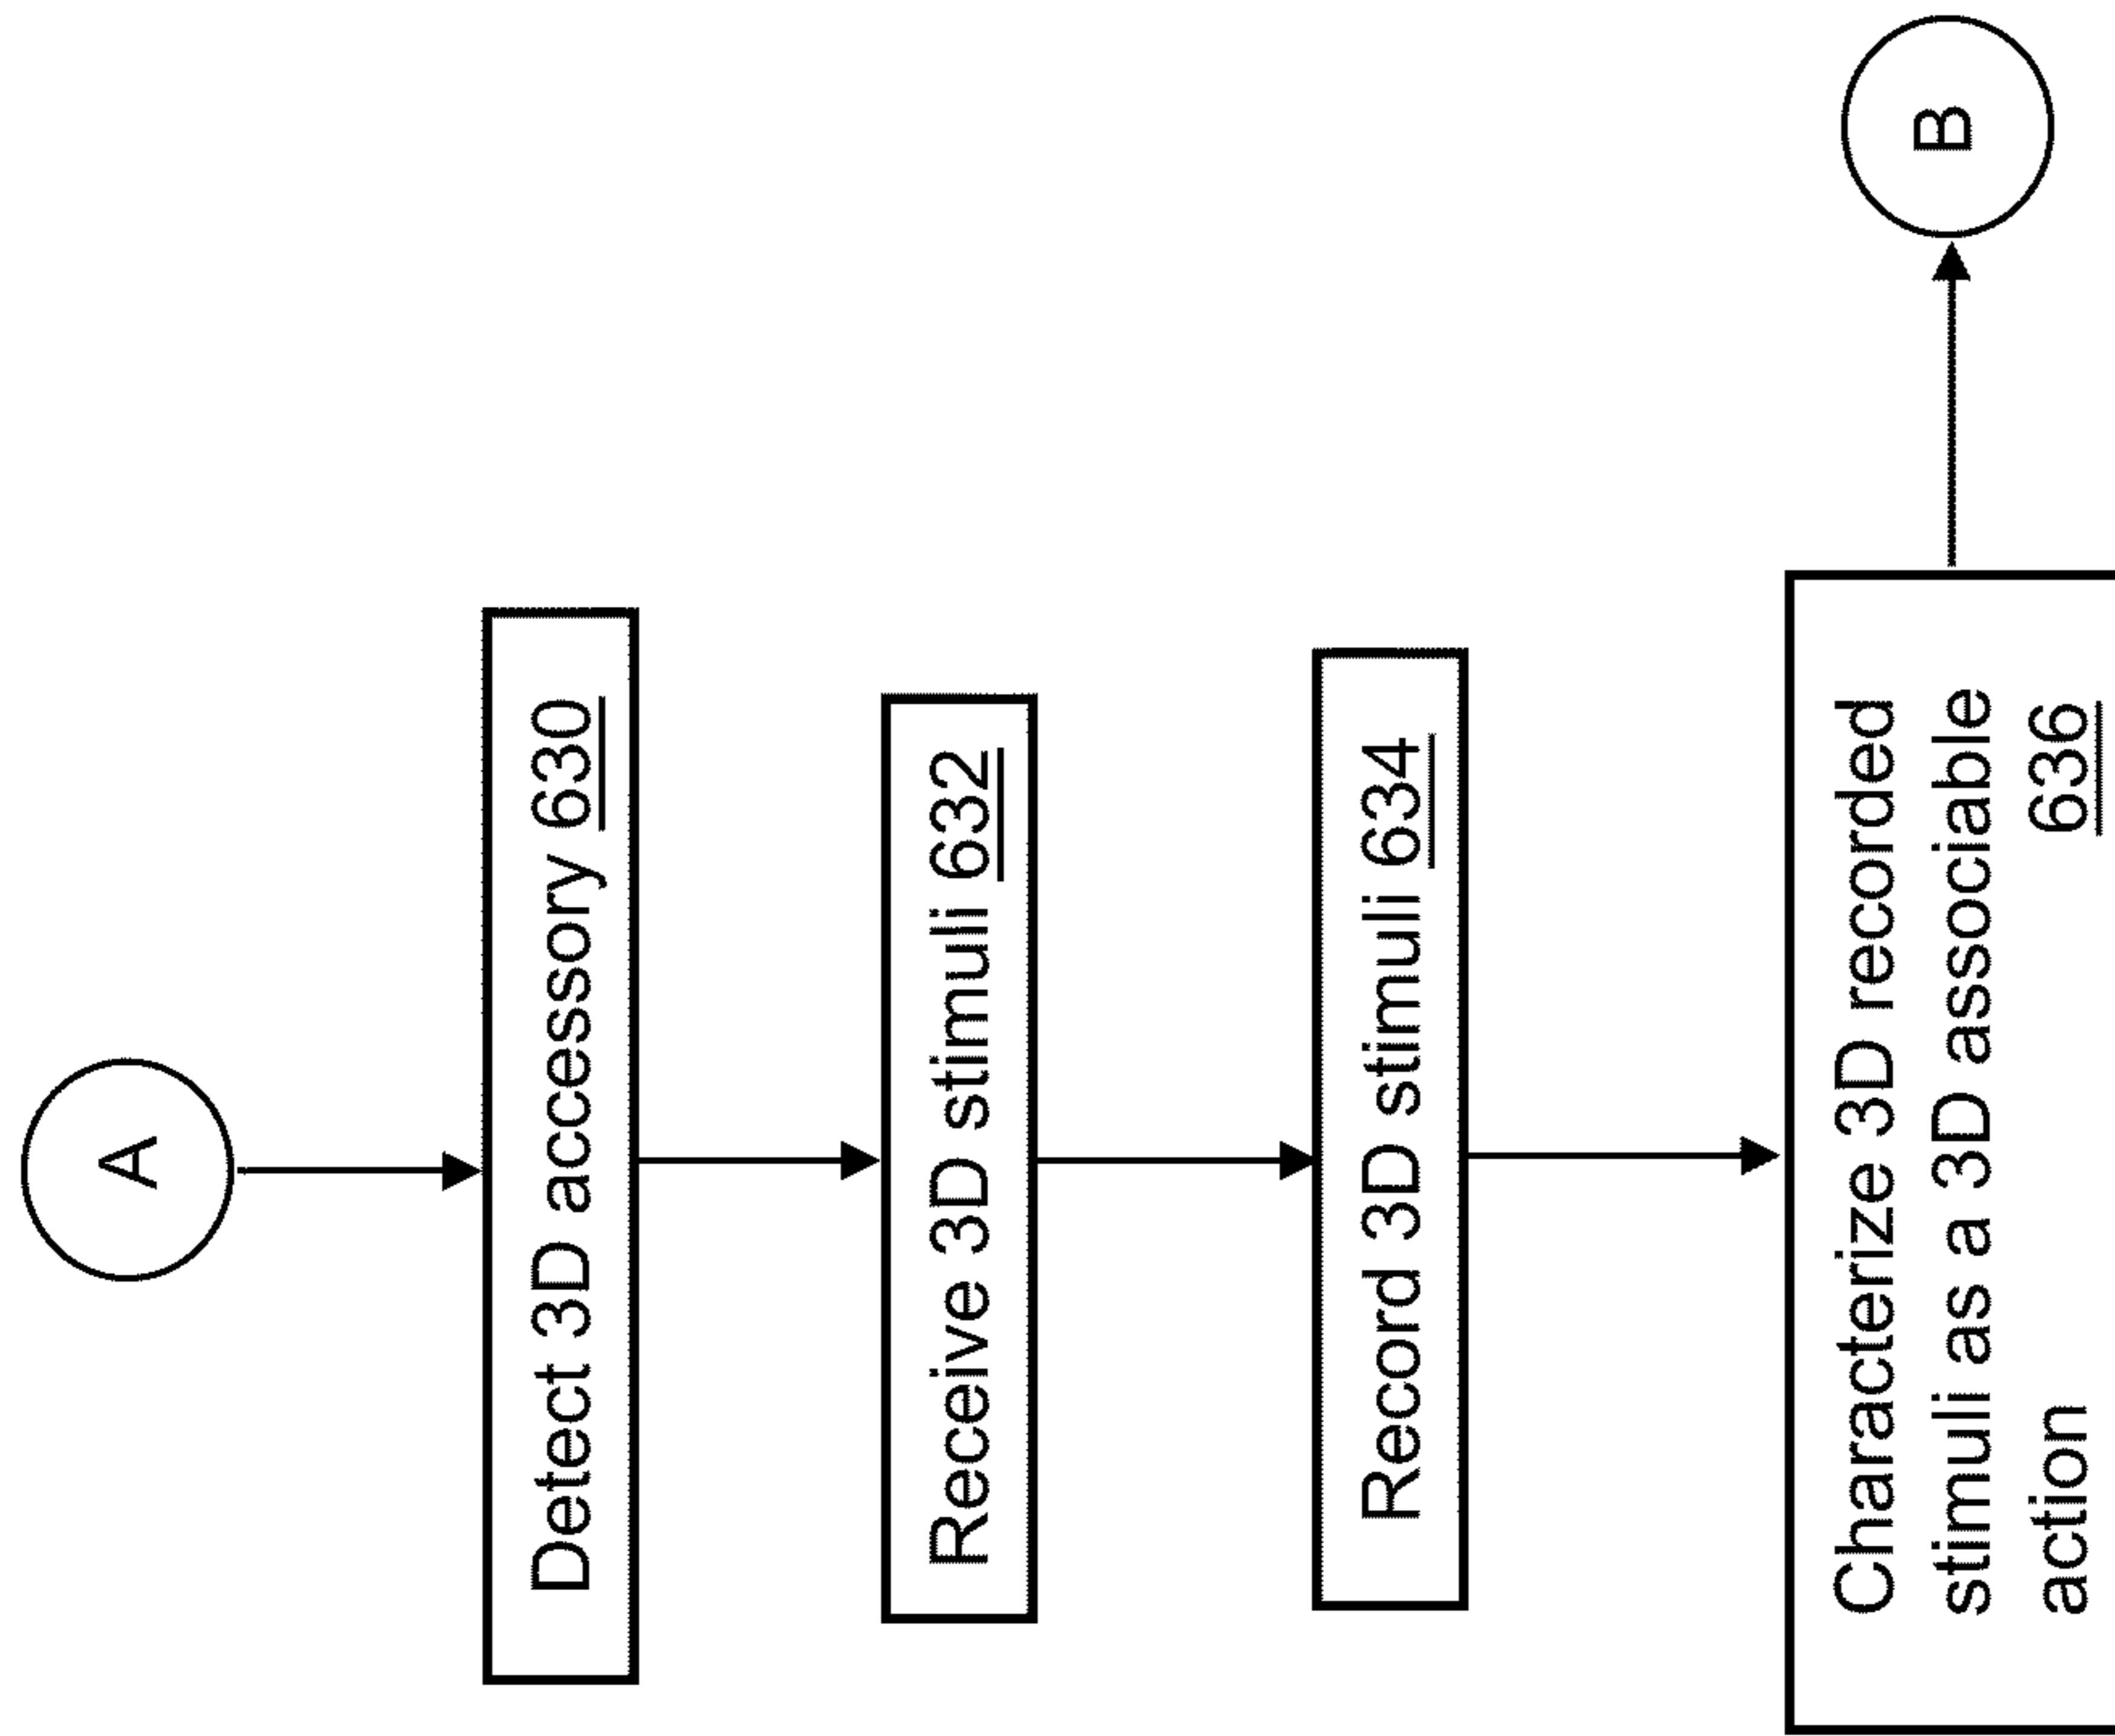 A
Detect 3D accessory 630
Receive 3D stimuli 632
Record 3D stimuli 634
Characterize 3D recorded
stimuli as a 3D associable
action 636
B